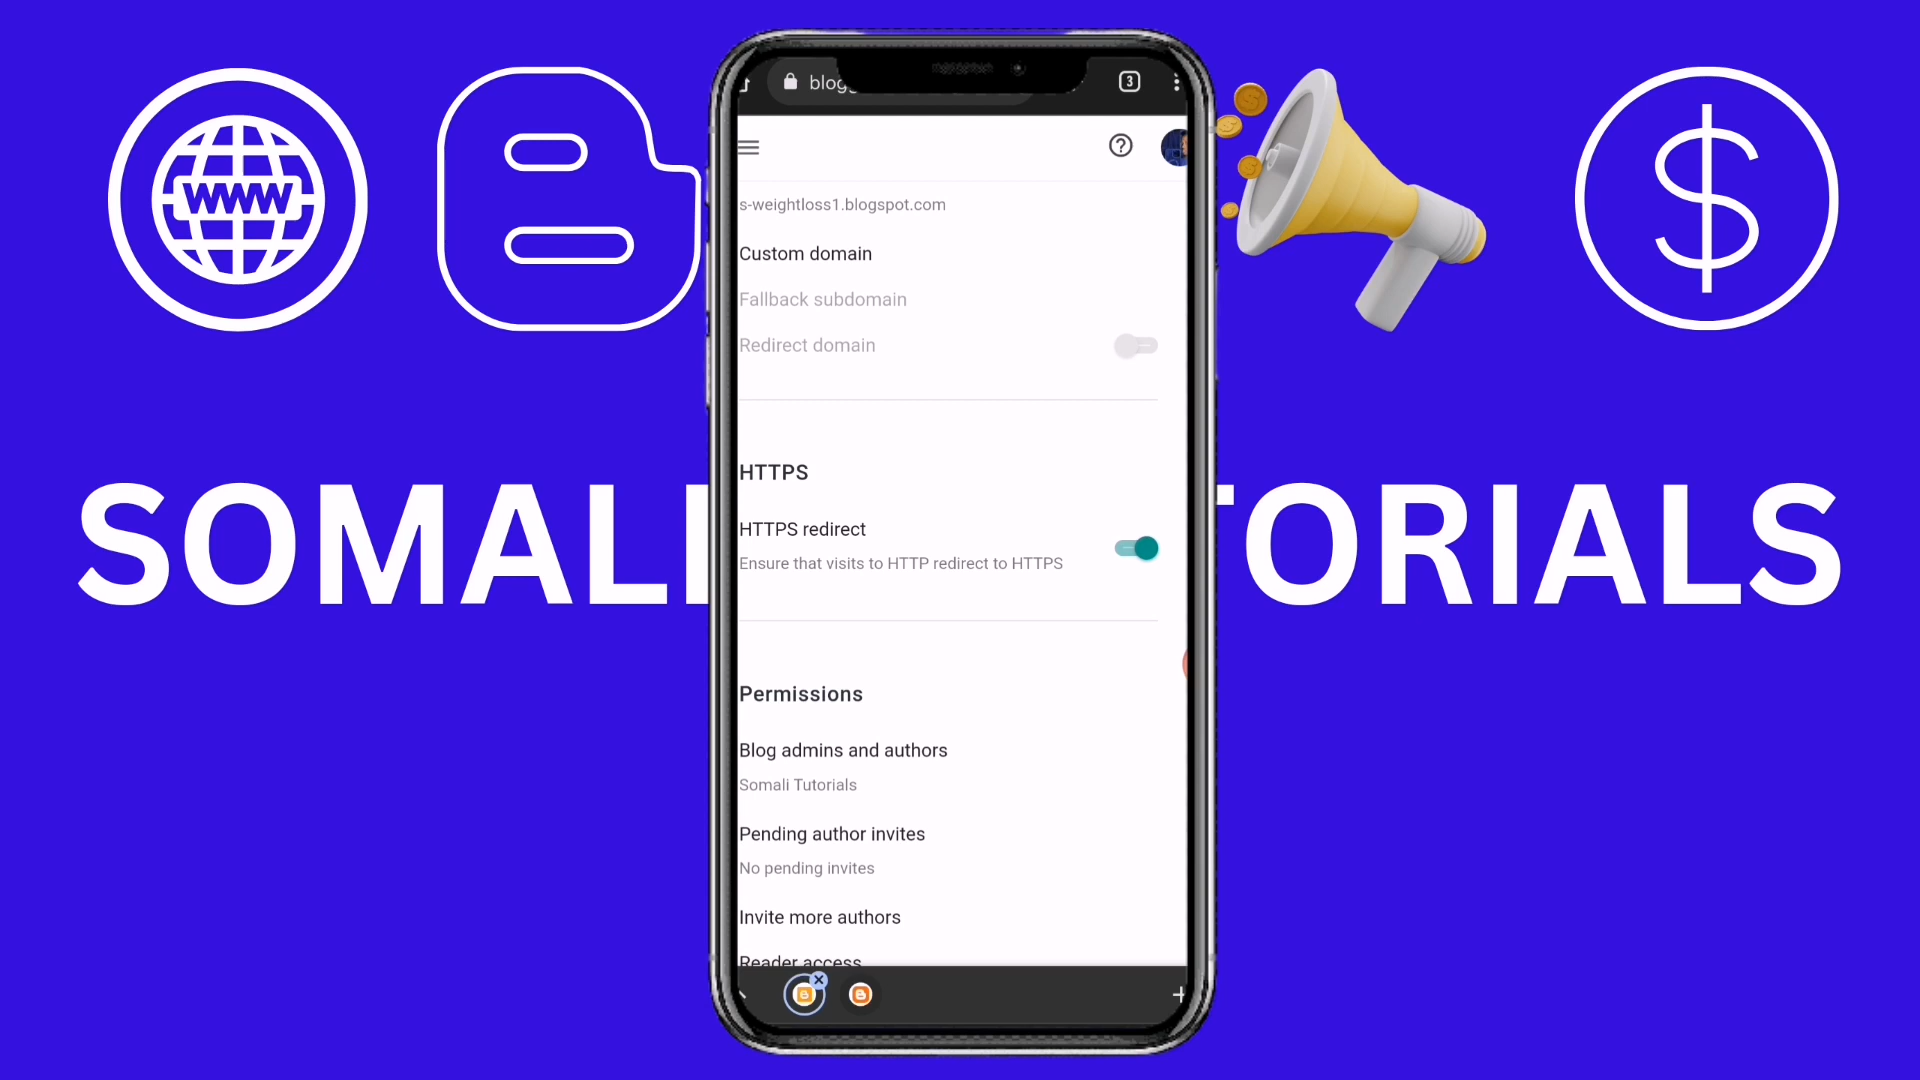 WWW
3
s-weightloss1.blogspot.com
Custom domain
Fallback subdomain
Redirect domain
HTTPS
HTTPS redirect
Ensure that visits to HTTP redirect to HTTPS
SOMALI
TORIALS
Permissions
Blog admins and authors
Somali Tutorials
Pending author invites
No pending invites
Invite more authors
Reader access